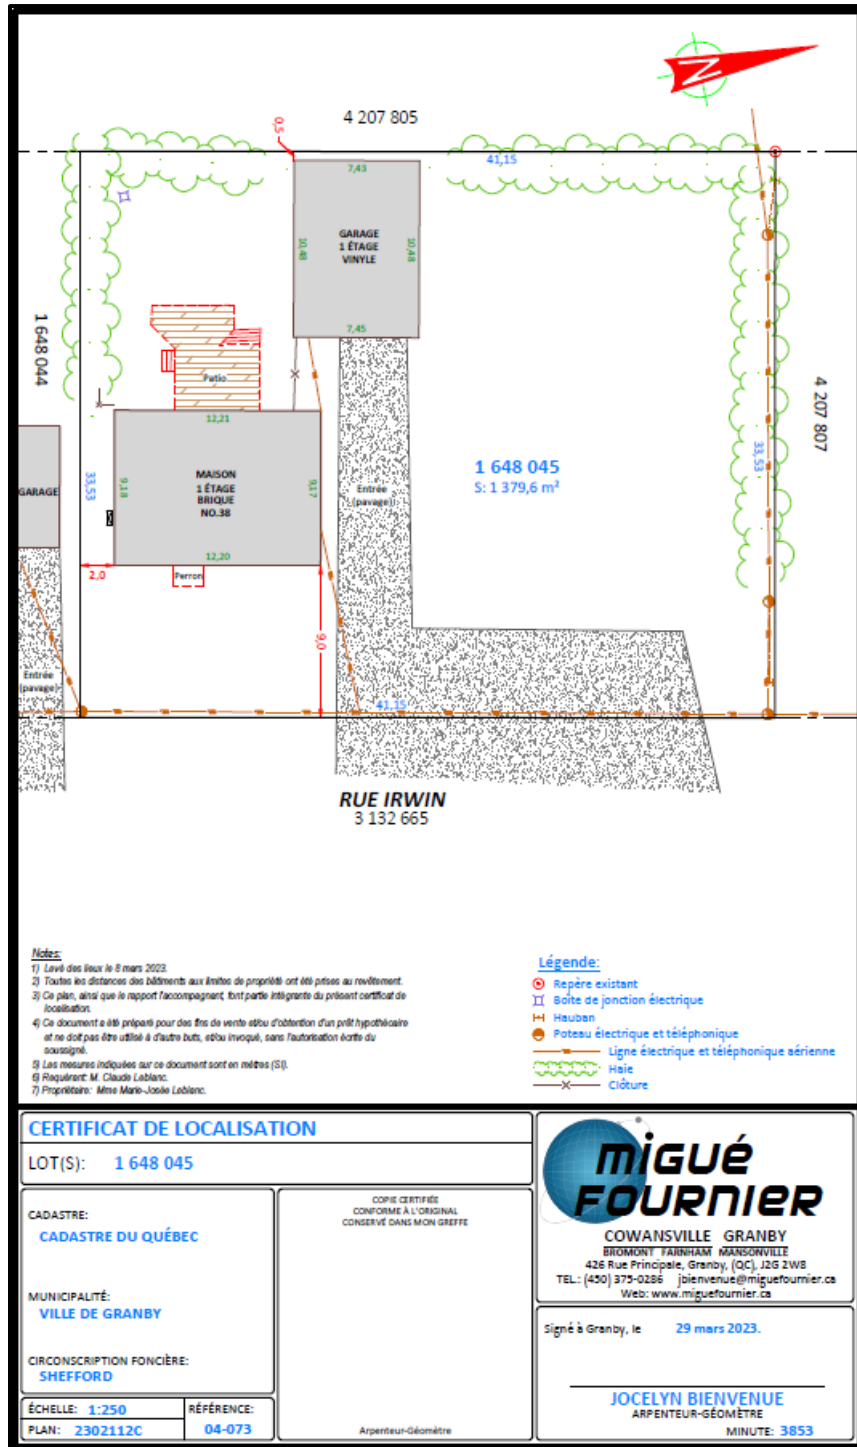 N
4 207 805
0,5
41,15
7,43
GARAGE
1 ÉTAGE
VINYLE
10,48
10,48
7,45
1 648 044
4 207 807
Patio
12,21
33,53
9,18
MAISON
1 ÉTAGE
BRIQUE
NO.38
9,17
12,20
GARAGE
Entrée
(pavage)
1 648 045
S: 1 379,6 m²
33,53
2,0
Perron
9,0
Entrée
(pavage)
41,15
RUE IRWIN
3 132 665
Notes:
1) Levé des lieux le 8 mars 2023.
2) Toutes les distances des bâtiments aux limites de propriété ont été prises au revêtement.
3) Ce plan, ainsi que le rapport l'accompagnant, font partie intégrante du présent certificat de
localisation.
4) Ce document a été préparé pour des fins de vente et/ou d'obtention d'un prêt hypothécaire
et ne doit pas être utilisé à d'autre buts, et/ou invoqué, sans l'autorisation écrite du
soussigné.
5) Les mesures indiquées sur ce document sont en mètres (SI).
6) Requérant: M. Claude Leblanc.
7) Propriétaire: Mme Marie-Josée Leblanc.
Légende:
Repère existant
Boîte de jonction électrique
Hauban
Poteau électrique et téléphonique
Ligne électrique et téléphonique aérienne
Haie
Clôture
CERTIFICAT DE LOCALISATION
LOT(S): 1 648 045
CADASTRE:
CADASTRE DU QUÉBEC
MUNICIPALITÉ:
VILLE DE GRANBY
CIRCONSCRIPTION FONCIÈRE:
SHEFFORD
ÉCHELLE: 1:250
PLAN: 2302112C
RÉFÉRENCE:
04-073
COPIE CERTIFIÉE
CONFORME À L'ORIGINAL
CONSERVÉ DANS MON GREFFE
Arpenteur-Géomètre
MIGUÉ
FOURNIER
COWANSVILLE GRANBY
BROMONT FARNHAM MANSONVILLE
426 Rue Principale, Granby, (QC), J2G 2W8
TEL.: (450) 375-0286 jbienvenue@miguefournier.ca
Web: www.miguefournier.ca
Signé à Granby, le 29 mars 2023.
JOCELYN BIENVENUE
ARPENTEUR-GÉOMÈTRE
MINUTE: 3853